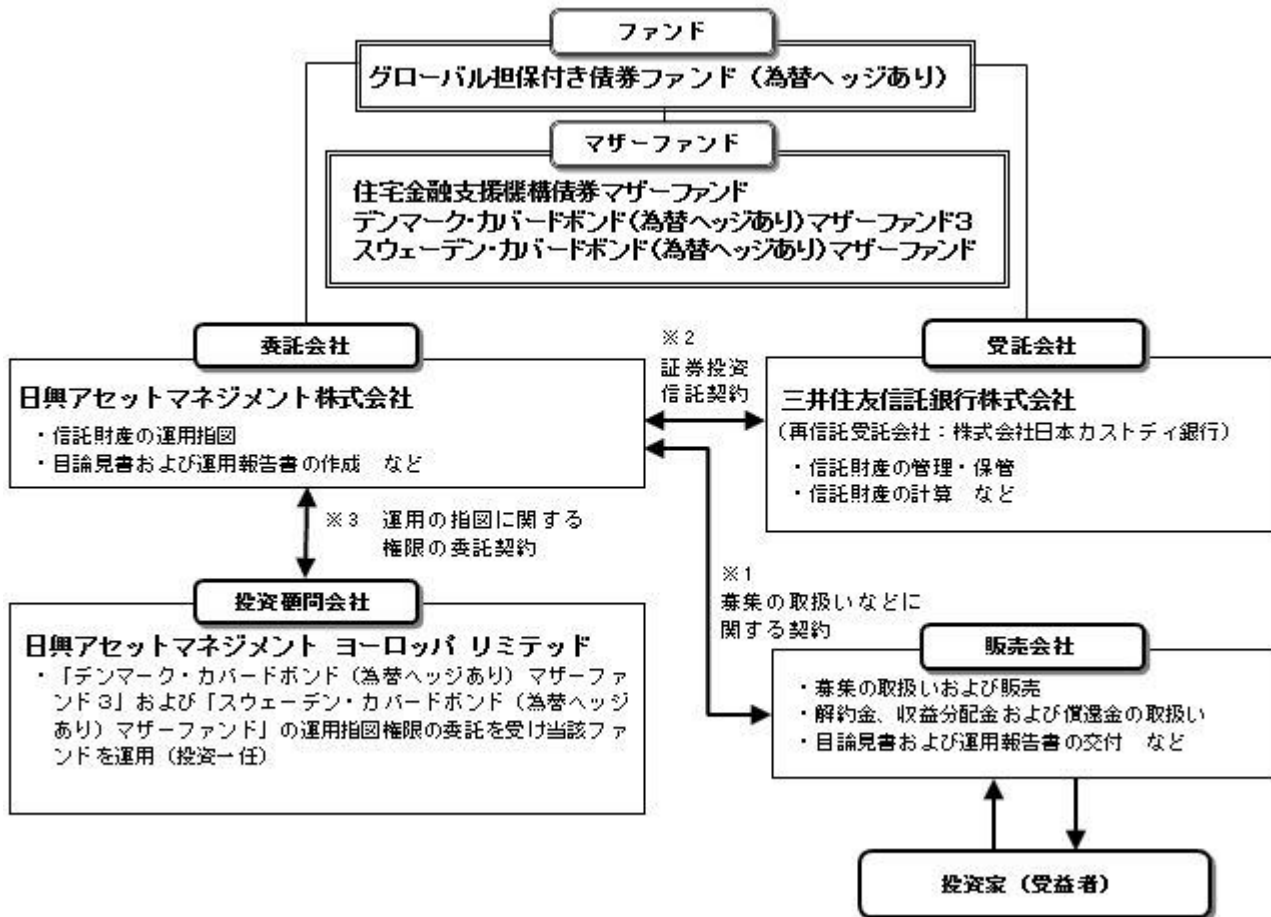 ファンド
グローバル担保付き債券ファンド（為替ヘッジあり）
マザーファンド
住宅金融支援機構債券マザーファンド
デンマーク・カバードボンド（為替ヘッジあり）マザーファンド３
スウェーデン・カバードボンド（為替ヘッジあり）マザーファンド
委託会社
日興アセットマネジメント株式会社
・信託財産の運用指図
・目論見書および運用報告書の作成　など
※２
証券投資
信託契約
受託会社
三井住友信託銀行株式会社
（再信託受託会社：株式会社日本カストディ銀行）
・信託財産の管理・保管
・信託財産の計算　など
※３　運用の指図に関する
権限の委託契約
投資顧問会社
日興アセットマネジメント ヨーロッパ リミテッド
・「デンマーク・カバードボンド（為替ヘッジあり）マザーファ
ンド３」および「スウェーデン・カバードボンド（為替ヘッジ
あり）マザーファンド」の運用指図権限の委託を受け当該ファ
ンドを運用（投資一任）
※１
募集の取扱いなどに
関する契約
販売会社
・募集の取扱いおよび販売
・解約金、収益分配金および償還金の取扱い
・目論見書および運用報告書の交付　など
投資家（受益者）